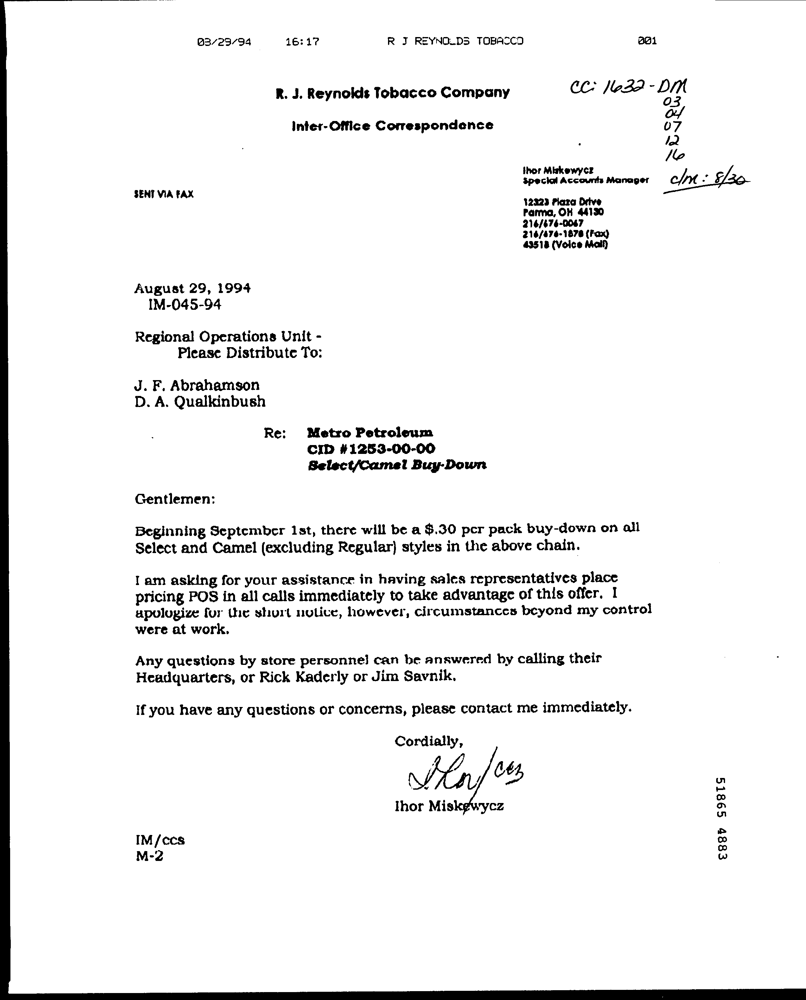 03/29/94 16:17 R J REYNOLDS TOBACCO 001
R. J. Reynolds Tobacco Company
Inter-Office Correspondence
CC: 1632-DM
03
04
07
12
16
c/m: 8/30
Ihor Miskewycz
Special Accounts Manager
SENT VIA FAX
12323 Plaza Drive
Parma, OH 44130
216/676-0067
216/676-1878 (Fax)
43518 (Voice Mail)
August 29, 1994
IM-045-94
Regional Operations Unit -
Please Distribute To:
J. F. Abrahamson
D. A. Qualkinbush
Re: Metro Petroleum
CID #1253-00-00
Select/Camel Buy-Down
Gentlemen:
Beginning September 1st, there will be a $.30 per pack buy-down on all
Select and Camel (excluding Regular) styles in the above chain.
I am asking for your assistance in having sales representatives place
pricing POS in all calls immediately to take advantage of this offer. I
apologize for the short notice, however, circumstances beyond my control
were at work.
Any questions by store personnel can be answered by calling their
Headquarters, or Rick Kaderly or Jim Savnik.
If you have any questions or concerns, please contact me immediately.
Cordially,
Ihor/ccs
Ihor Miskewycz
IM/ccs
M-2
51865 4883